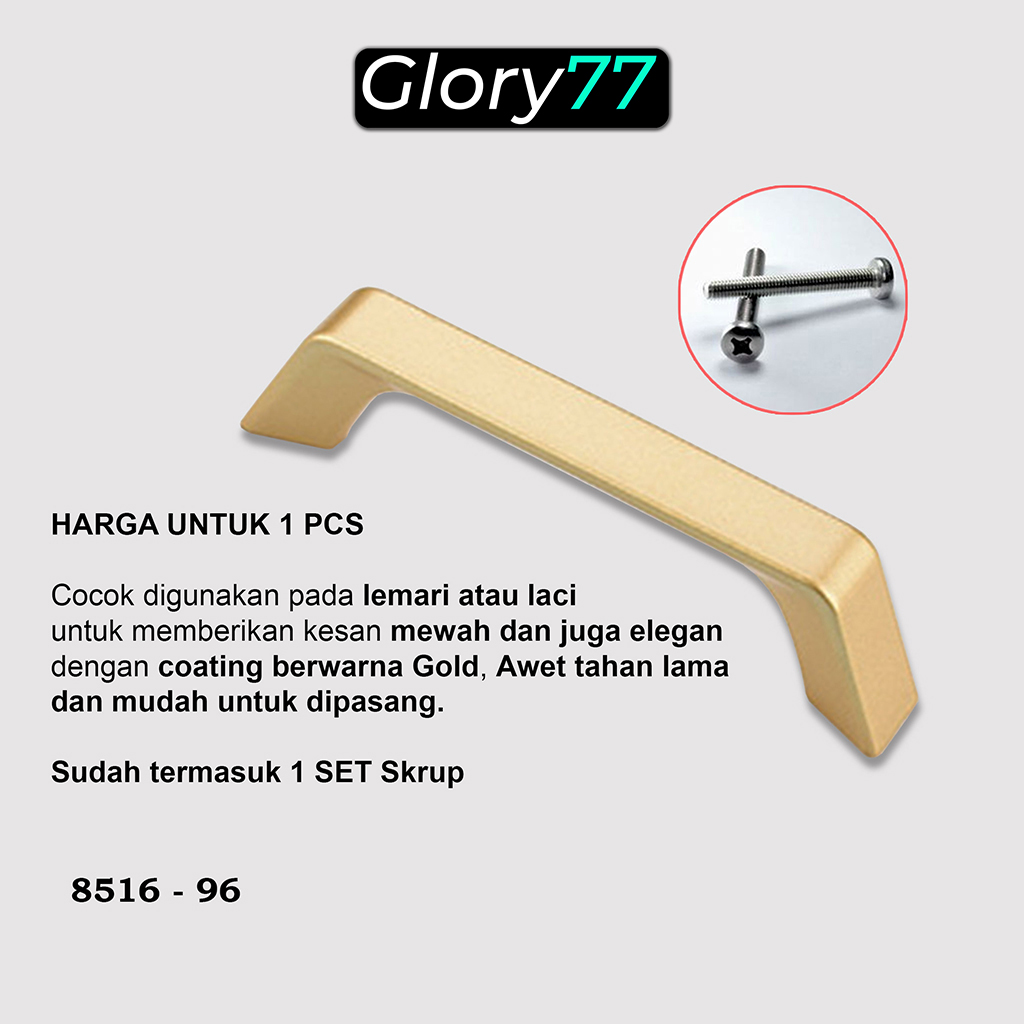 Glory77
HARGA UNTUK 1 PCS
Cocok digunakan pada lemari atau laci
untuk memberikan kesan mewah dan juga elegan
dengan coating berwarna Gold, Awet tahan lama
dan mudah untuk dipasang.
Sudah termasuk 1 SET Skrup
8516 - 96